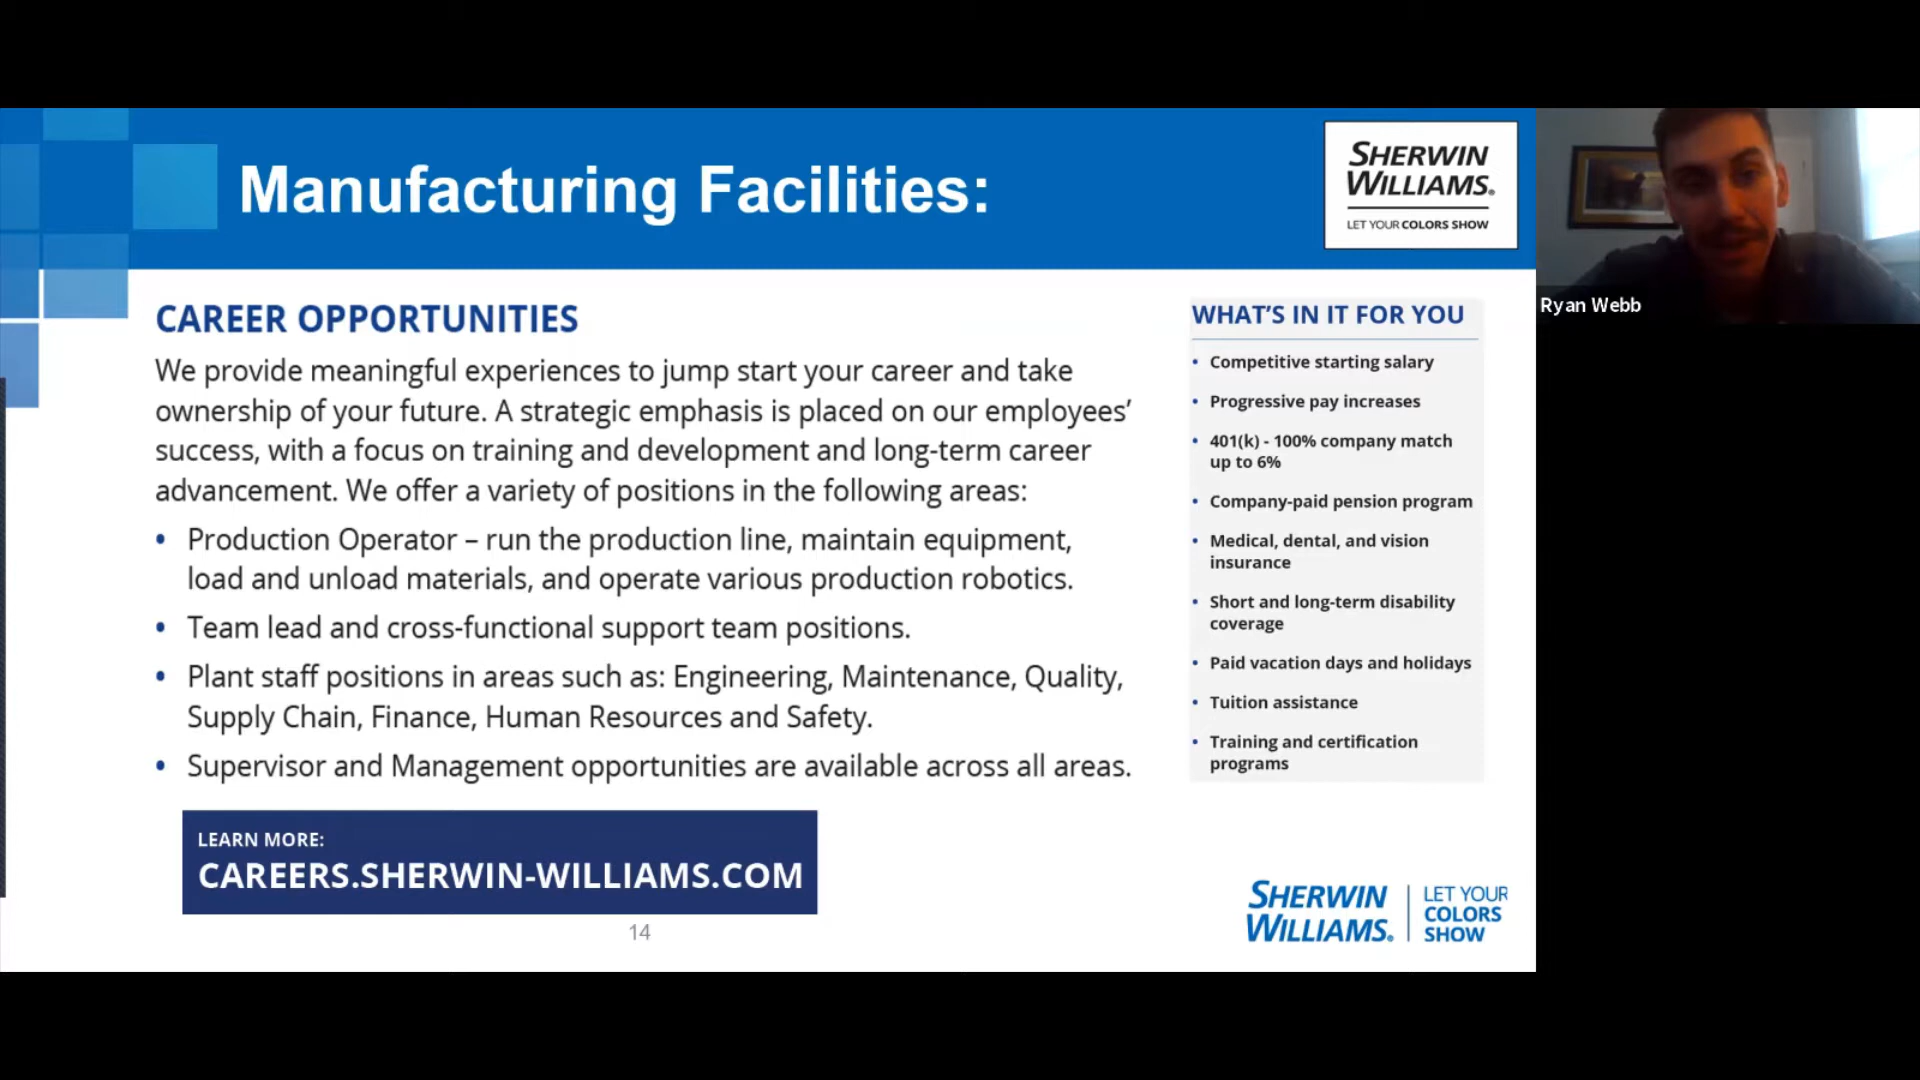 Manufacturing Facilities:
SHERWIN
WILLIAMS®
LET YOUR COLORS SHOW
CAREER OPPORTUNITIES
We provide meaningful experiences to jump start your career and take
ownership of your future. A strategic emphasis is placed on our employees’
success, with a focus on training and development and long-term career
advancement. We offer a variety of positions in the following areas:
• Production Operator – run the production line, maintain equipment,
load and unload materials, and operate various production robotics.
• Team lead and cross-functional support team positions.
• Plant staff positions in areas such as: Engineering, Maintenance, Quality,
Supply Chain, Finance, Human Resources and Safety.
• Supervisor and Management opportunities are available across all areas.
LEARN MORE:
CAREERS.SHERWIN-WILLIAMS.COM
14
WHAT’S IN IT FOR YOU
• Competitive starting salary
• Progressive pay increases
• 401(k) - 100% company match
up to 6%
• Company-paid pension program
• Medical, dental, and vision
insurance
• Short and long-term disability
coverage
• Paid vacation days and holidays
• Tuition assistance
• Training and certification
programs
SHERWIN
WILLIAMS®
LET YOUR
COLORS
SHOW
Ryan Webb